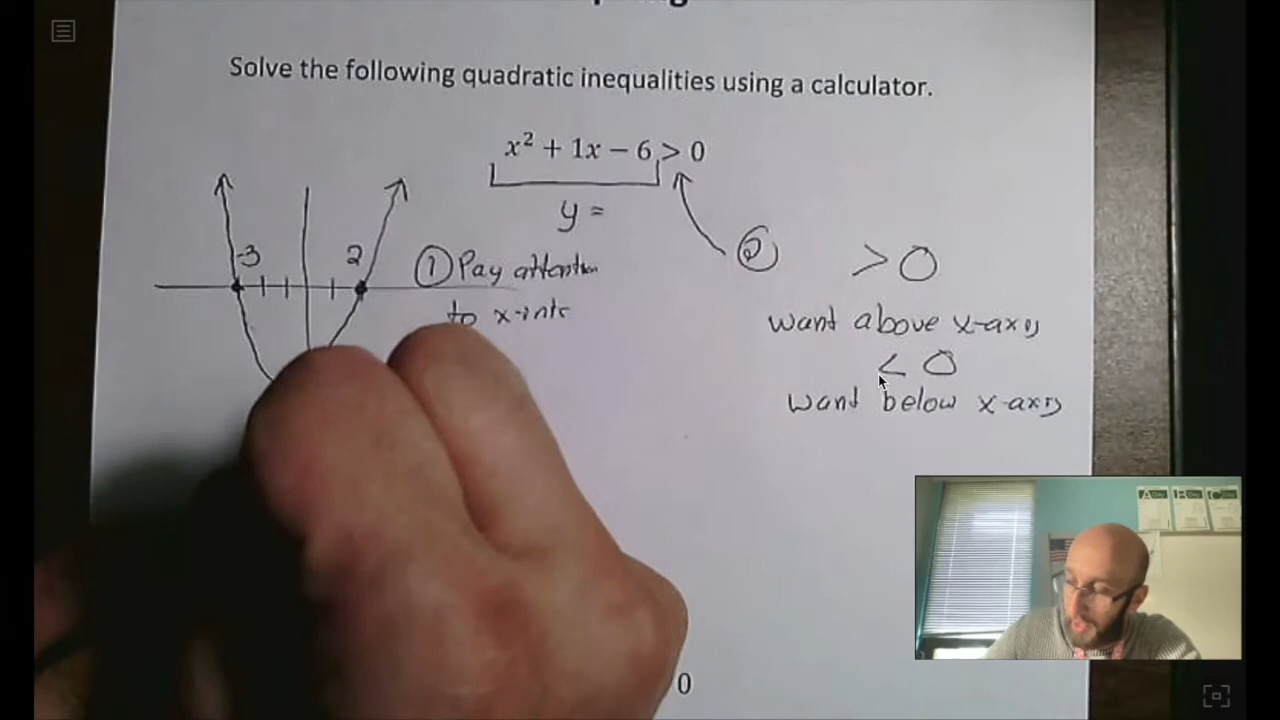 Solve the following quadratic inequalities using a calculator.
x² + 1x − 6 > 0
y =
-3
2
① Pay attention
to x-ints
②
> 0
want above x-axis
< 0
want below x-axis
0
A
B
C